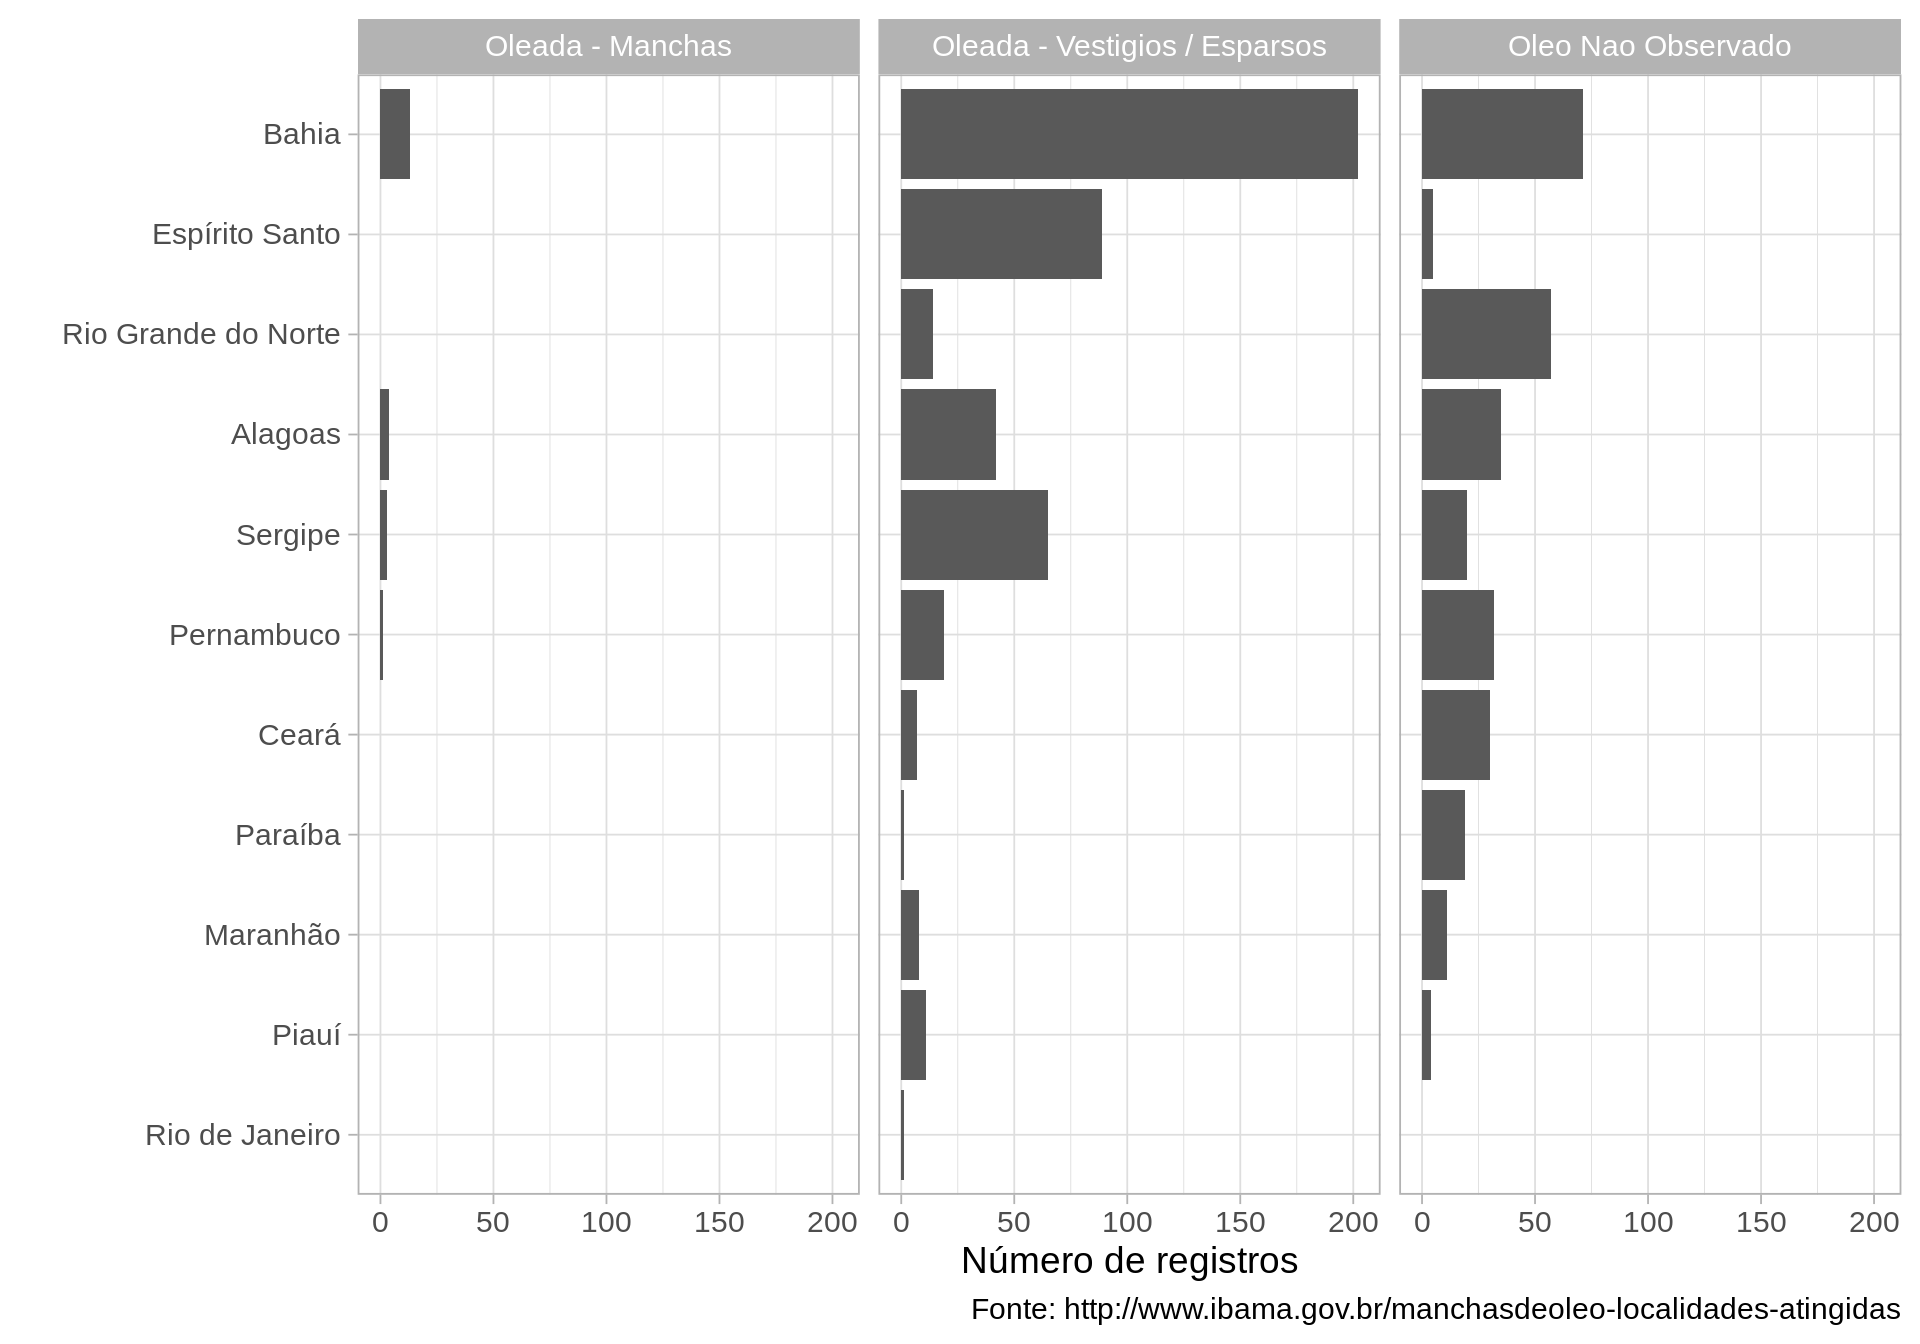 Oleada - Manchas
Oleada - Vestigios / Esparsos
Oleo Nao Observado
Bahia
Espírito Santo
Rio Grande do Norte
Alagoas
Sergipe
Pernambuco
Ceará
Paraíba
Maranhão
Piauí
Rio de Janeiro
0 50 100 150 200
0 50 100 150 200
0 50 100 150 200
Número de registros
Fonte: http://www.ibama.gov.br/manchasdeoleo-localidades-atingidas